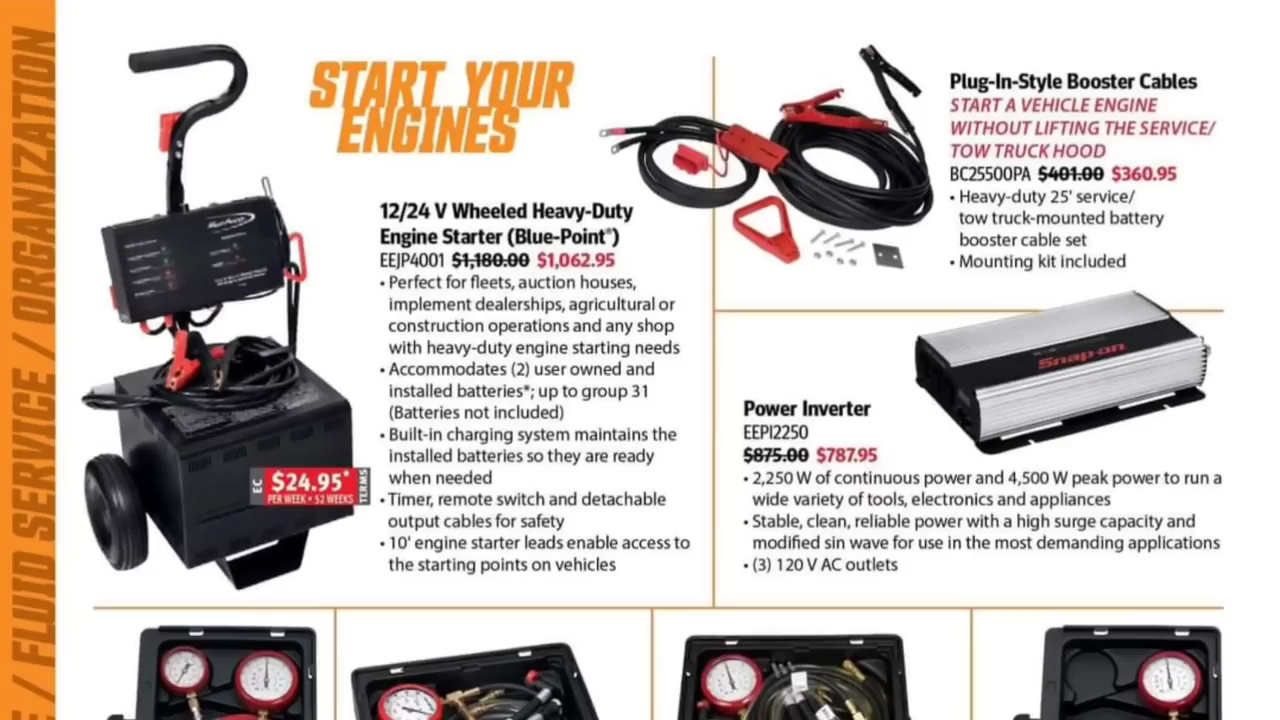 / FLUID SERVICE / ORGANIZATION
START YOUR
ENGINES
12/24 V Wheeled Heavy-Duty
Engine Starter (Blue-Point®)
EEJP4001 $1,180.00 $1,062.95
• Perfect for fleets, auction houses,
implement dealerships, agricultural or
construction operations and any shop
with heavy-duty engine starting needs
• Accommodates (2) user owned and
installed batteries*; up to group 31
(Batteries not included)
• Built-in charging system maintains the
installed batteries so they are ready
when needed
• Timer, remote switch and detachable
output cables for safety
• 10' engine starter leads enable access to
the starting points on vehicles
EC
$24.95*
PER WEEK • 52 WEEKS
TERMS
Plug-In-Style Booster Cables
START A VEHICLE ENGINE
WITHOUT LIFTING THE SERVICE/
TOW TRUCK HOOD
BC25500PA $401.00 $360.95
• Heavy-duty 25' service/
tow truck-mounted battery
booster cable set
• Mounting kit included
Snap-on
Power Inverter
EEPI2250
$875.00 $787.95
• 2,250 W of continuous power and 4,500 W peak power to run a
wide variety of tools, electronics and appliances
• Stable, clean, reliable power with a high surge capacity and
modified sin wave for use in the most demanding applications
• (3) 120 V AC outlets